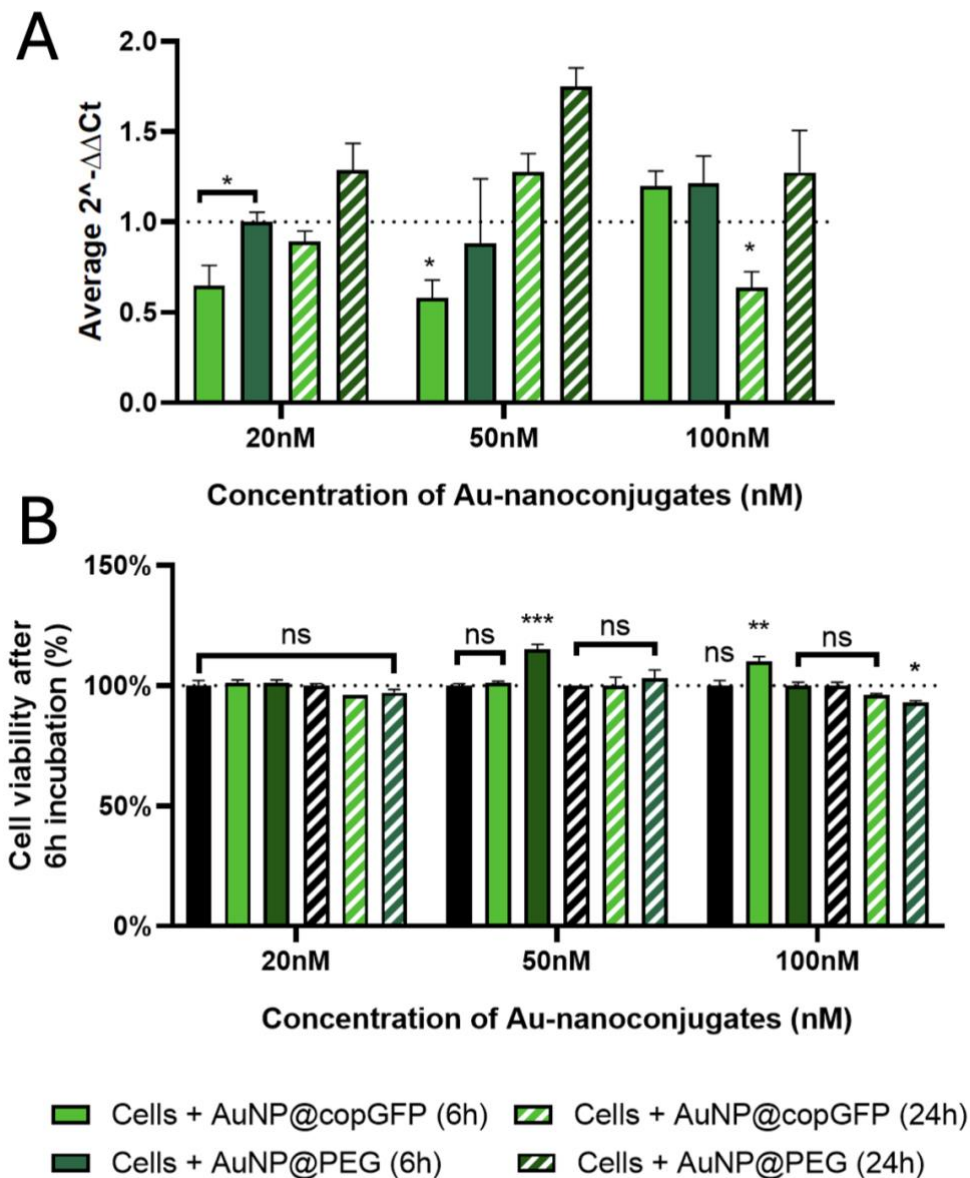 A
Average 2^-ΔΔCt
2.0
1.5
1.0
0.5
0.0
*
*
*
20nM 50nM 100nM
Concentration of Au-nanoconjugates (nM)
B
Cell viability after
6h incubation (%)
150%
100%
50%
0%
ns
ns
***
ns
ns
**
ns
*
20nM 50nM 100nM
Concentration of Au-nanoconjugates (nM)
Cells + AuNP@copGFP (6h) Cells + AuNP@copGFP (24h)
Cells + AuNP@PEG (6h) Cells + AuNP@PEG (24h)